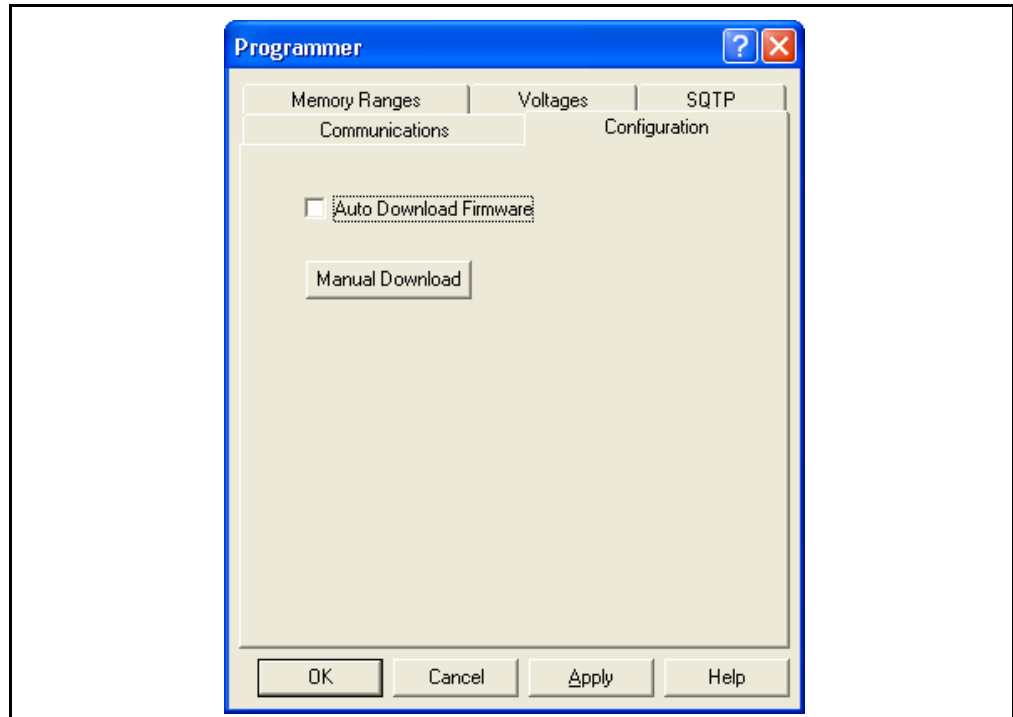 Programmer
?
Memory Ranges Voltages SQTP
Communications Configuration
Auto Download Firmware
Manual Download
OK Cancel Apply Help